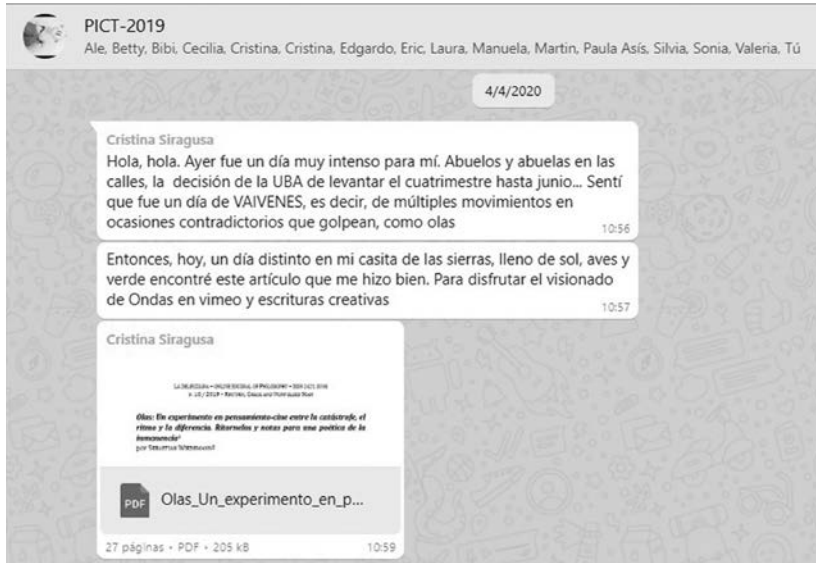 PICT-2019
Ale, Betty, Bibi, Cecilia, Cristina, Cristina, Edgardo, Eric, Laura, Manuela, Martin, Paula Asís, Silvia, Sonia, Valeria, Tú
4/4/2020
Cristina Siragusa
Hola, hola. Ayer fue un día muy intenso para mí. Abuelos y abuelas en las
calles, la decisión de la UBA de levantar el cuatrimestre hasta junio... Sentí
que fue un día de VAIVENES, es decir, de múltiples movimientos en
ocasiones contradictorios que golpean, como olas
10:56
Entonces, hoy, un día distinto en mi casita de las sierras, lleno de sol, aves y
verde encontré este artículo que me hizo bien. Para disfrutar el visionado
de Ondas en vimeo y escrituras creativas
10:57
Cristina Siragusa
Olas: Un experimento en pensamiento-cine entre la catástrofe, el
ritmo y la diferencia. Ritornelos y notas para una poética de la
inmanencia
PDF
Olas_Un_experimento_en_p...
27 páginas • PDF • 205 kB
10:59